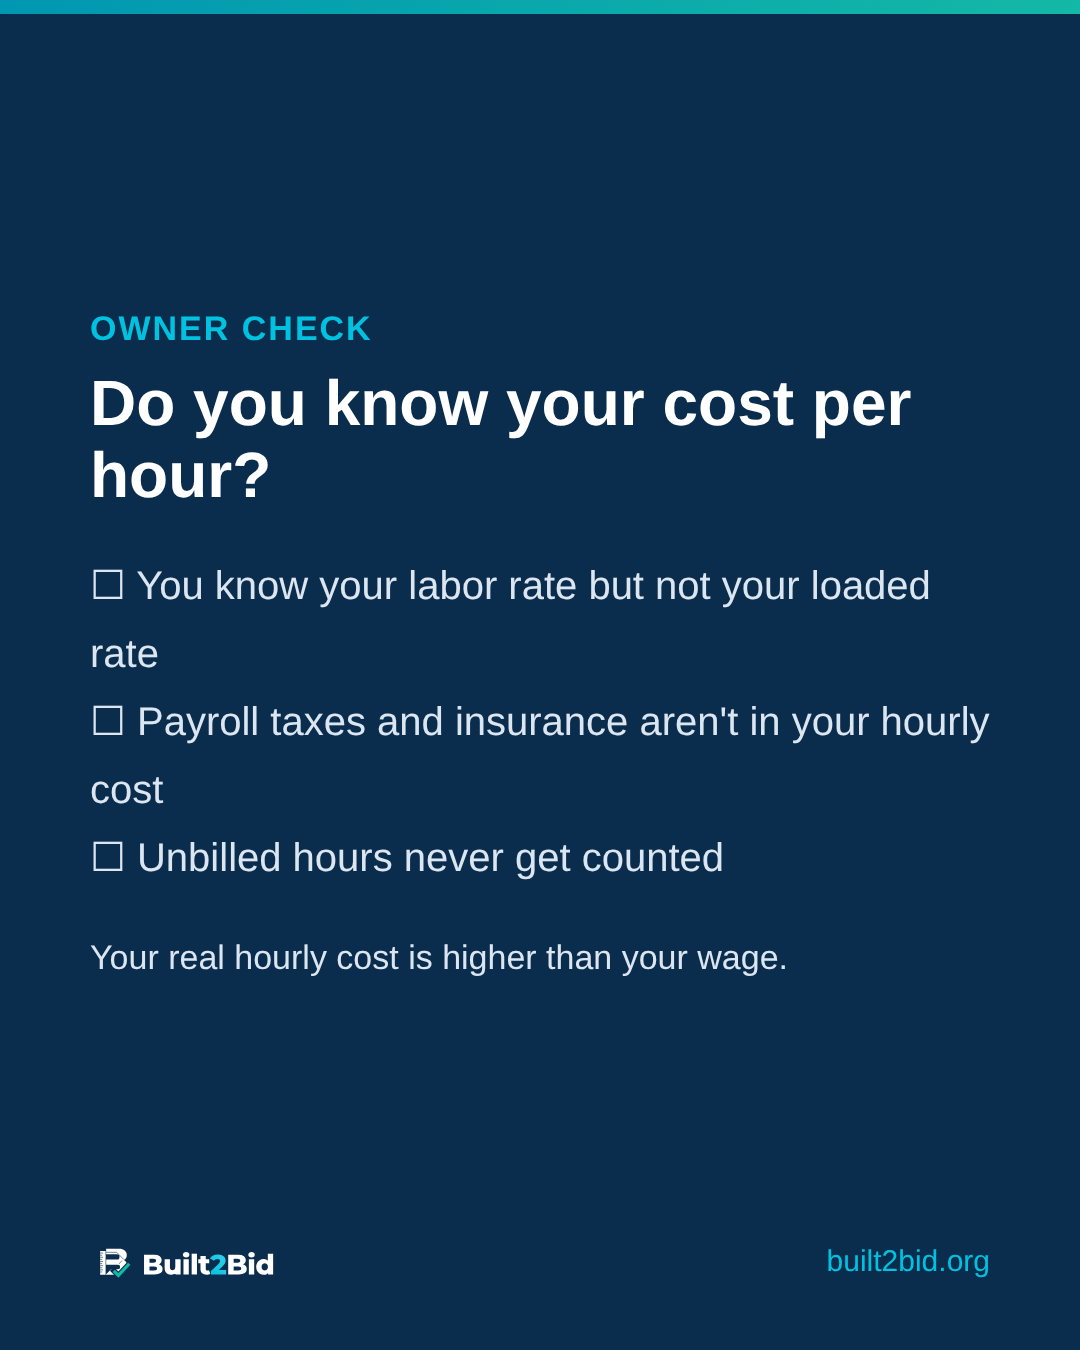 OWNER CHECK
Do you know your cost per
hour?
☐ You know your labor rate but not your loaded
rate
☐ Payroll taxes and insurance aren't in your hourly
cost
☐ Unbilled hours never get counted
Your real hourly cost is higher than your wage.
Built2Bid
built2bid.org